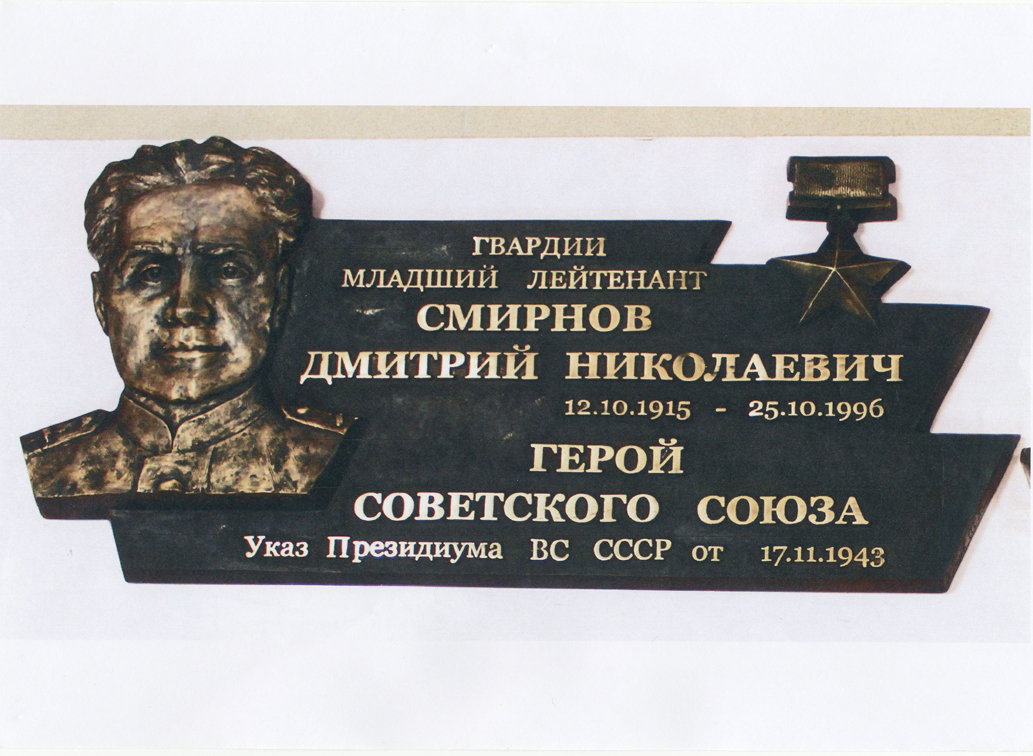 ГВАРДИИ
МЛАДШИЙ ЛЕЙТЕНАНТ
СМИРНОВ
ДМИТРИЙ НИКОЛАЕВИЧ
12.10.1915 - 25.10.1996
ГЕРОЙ
СОВЕТСКОГО СОЮЗА
Указ Президиума ВС СССР от 17.11.1943